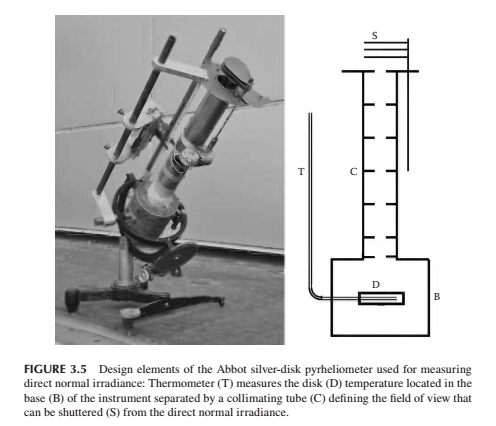 S
T
C
D
B
FIGURE 3.5 Design elements of the Abbot silver-disk pyrheliometer used for measuring
direct normal irradiance: Thermometer (T) measures the disk (D) temperature located in the
base (B) of the instrument separated by a collimating tube (C) defining the field of view that
can be shuttered (S) from the direct normal irradiance.